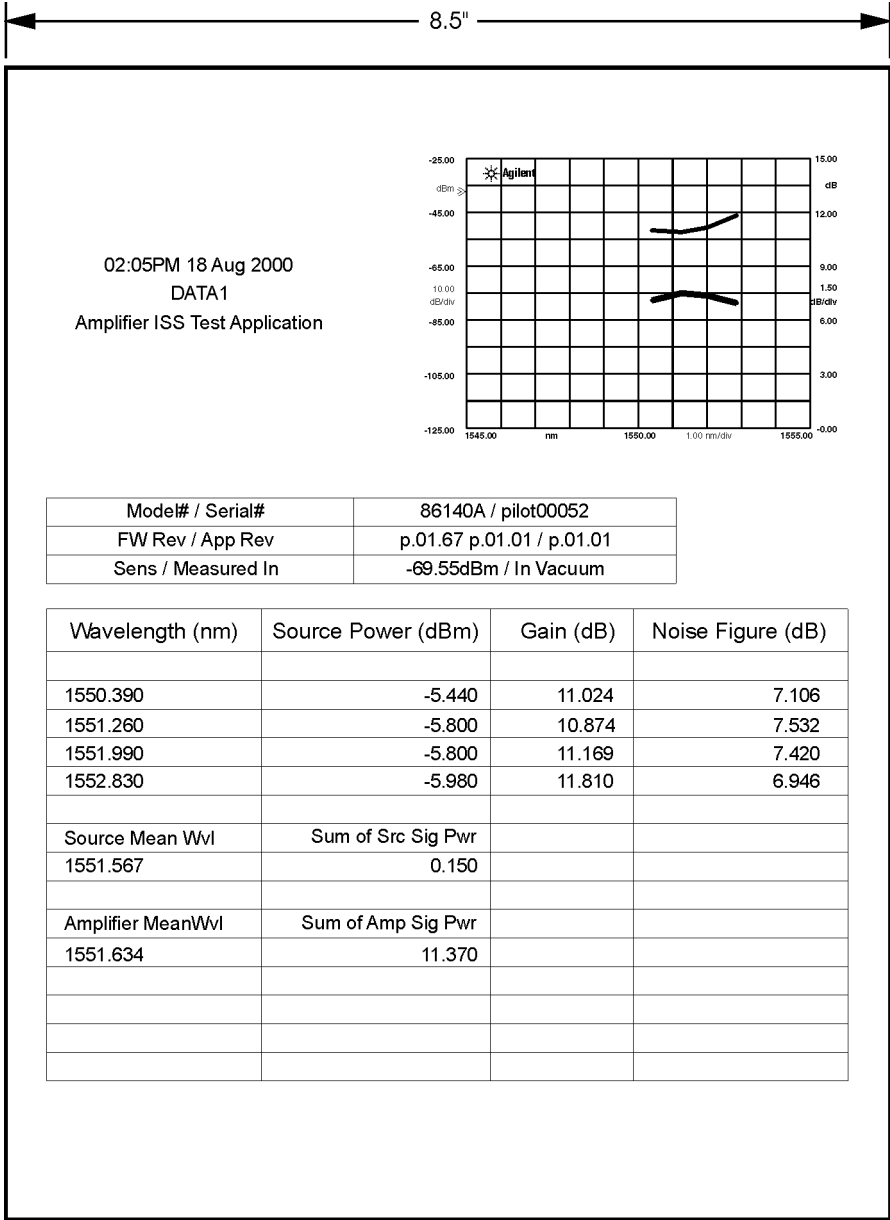 8.5"
02:05PM 18 Aug 2000
DATA1
Amplifier ISS Test Application
Agilent
-25.00
dBm
-45.00
-65.00
10.00
dB/div
-85.00
-105.00
-125.00
15.00
dB
12.00
9.00
1.50
dB/div
6.00
3.00
-0.00
1545.00 nm 1550.00 1.00 nm/div 1555.00
Model# / Serial# 86140A / pilot00052
FW Rev / App Rev p.01.67 p.01.01 / p.01.01
Sens / Measured In -69.55dBm / In Vacuum
Wavelength (nm) Source Power (dBm) Gain (dB) Noise Figure (dB)
1550.390 -5.440 11.024 7.106
1551.260 -5.800 10.874 7.532
1551.990 -5.800 11.169 7.420
1552.830 -5.980 11.810 6.946
Source Mean Wvl Sum of Src Sig Pwr
1551.567 0.150
Amplifier MeanWvl Sum of Amp Sig Pwr
1551.634 11.370